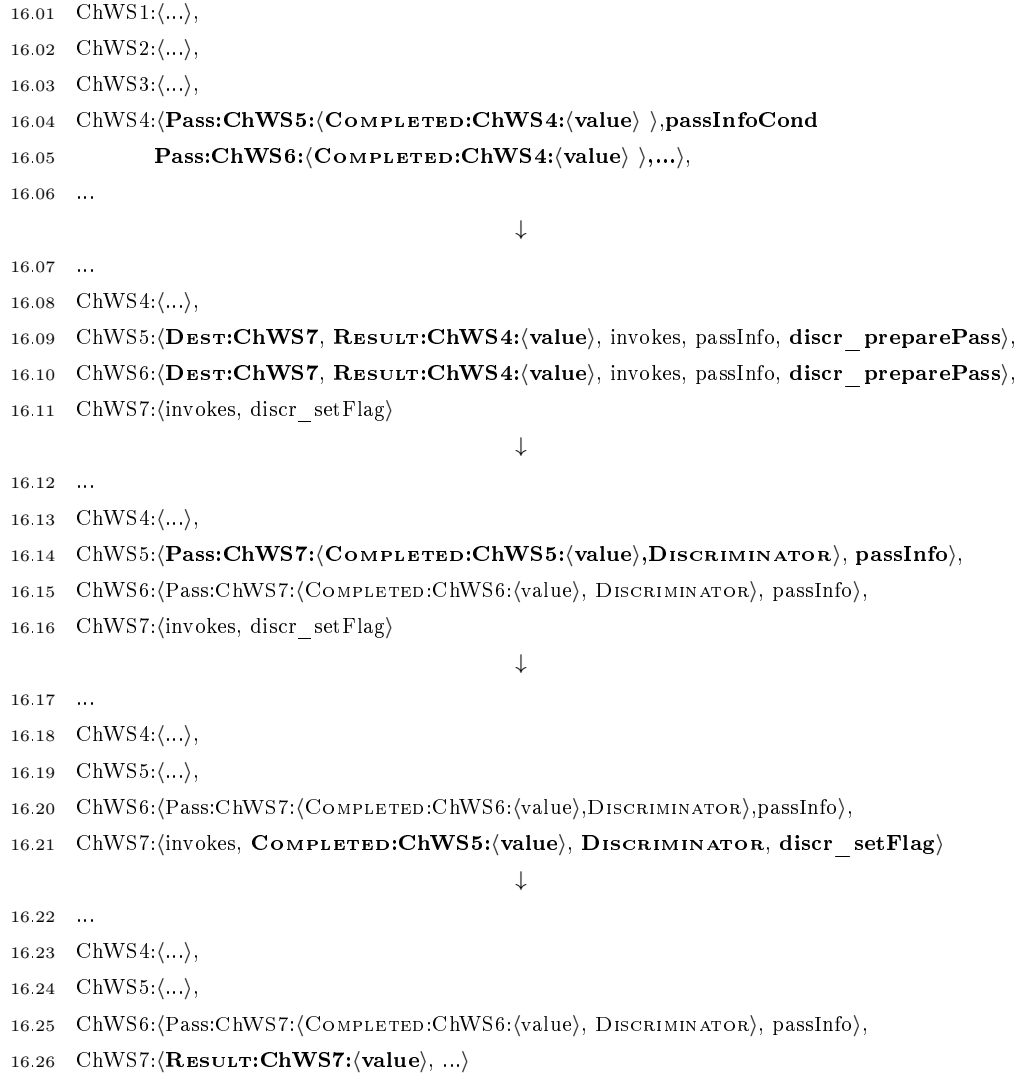 16.01 ChWS1:⟨...⟩,
16.02 ChWS2:⟨...⟩,
16.03 ChWS3:⟨...⟩,
16.04 ChWS4:⟨Pass:ChWS5:⟨COMPLETED:ChWS4:⟨value⟩ ⟩,passInfoCond
16.05 Pass:ChWS6:⟨COMPLETED:ChWS4:⟨value⟩ ⟩,...⟩,
16.06 ...
↓
16.07 ...
16.08 ChWS4:⟨...⟩,
16.09 ChWS5:⟨DEST:ChWS7, RESULT:ChWS4:⟨value⟩, invokes, passInfo, discr_preparePass⟩,
16.10 ChWS6:⟨DEST:ChWS7, RESULT:ChWS4:⟨value⟩, invokes, passInfo, discr_preparePass⟩,
16.11 ChWS7:⟨invokes, discr_setFlag⟩
↓
16.12 ...
16.13 ChWS4:⟨...⟩,
16.14 ChWS5:⟨Pass:ChWS7:⟨COMPLETED:ChWS5:⟨value⟩,DISCRIMINATOR⟩, passInfo⟩,
16.15 ChWS6:⟨Pass:ChWS7:⟨COMPLETED:ChWS6:⟨value⟩, DISCRIMINATOR⟩, passInfo⟩,
16.16 ChWS7:⟨invokes, discr_setFlag⟩
↓
16.17 ...
16.18 ChWS4:⟨...⟩,
16.19 ChWS5:⟨...⟩,
16.20 ChWS6:⟨Pass:ChWS7:⟨COMPLETED:ChWS6:⟨value⟩,DISCRIMINATOR⟩,passInfo⟩,
16.21 ChWS7:⟨invokes, COMPLETED:ChWS5:⟨value⟩, DISCRIMINATOR, discr_setFlag⟩
↓
16.22 ...
16.23 ChWS4:⟨...⟩,
16.24 ChWS5:⟨...⟩,
16.25 ChWS6:⟨Pass:ChWS7:⟨COMPLETED:ChWS6:⟨value⟩, DISCRIMINATOR⟩, passInfo⟩,
16.26 ChWS7:⟨RESULT:ChWS7:⟨value⟩, ...⟩